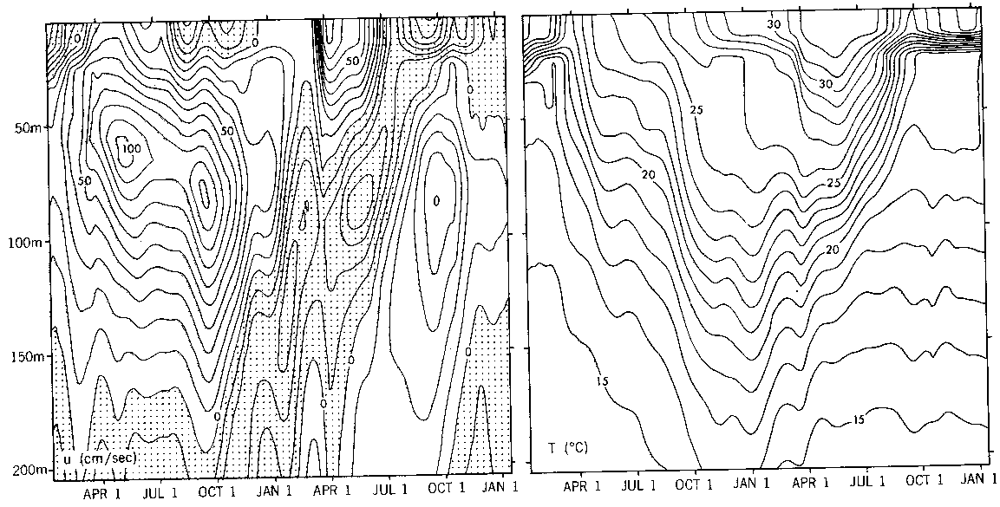 0 0 0 30
50 30
50m 50 0 25
100
50 20 25
0 0
100m 20
150m 0 0
15
0 0 15
u (cm/sec) T (°C)
200m
APR 1 JUL 1 OCT 1 JAN 1 APR 1 JUL 1 OCT 1 JAN 1 APR 1 JUL 1 OCT 1 JAN 1 APR 1 JUL 1 OCT 1 JAN 1